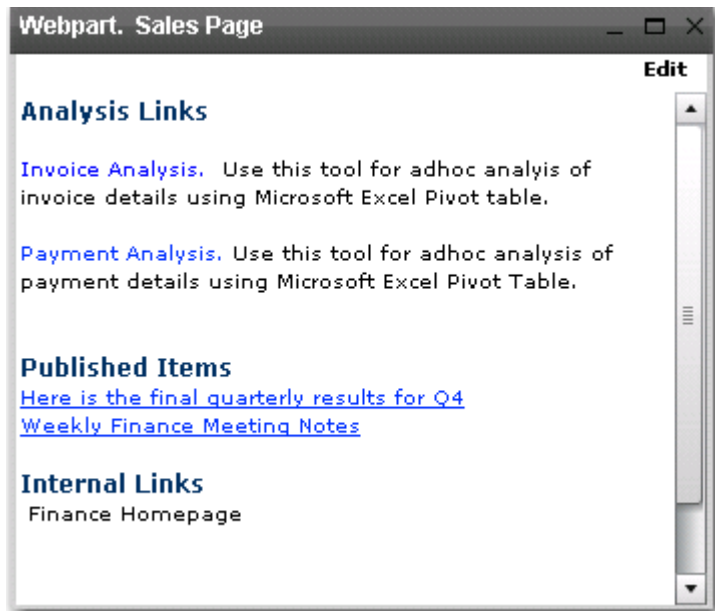 Webpart. Sales Page
Edit
Analysis Links
Invoice Analysis. Use this tool for adhoc analyis of
invoice details using Microsoft Excel Pivot table.
Payment Analysis. Use this tool for adhoc analysis of
payment details using Microsoft Excel Pivot Table.
Published Items
Here is the final quarterly results for Q4
Weekly Finance Meeting Notes
Internal Links
Finance Homepage